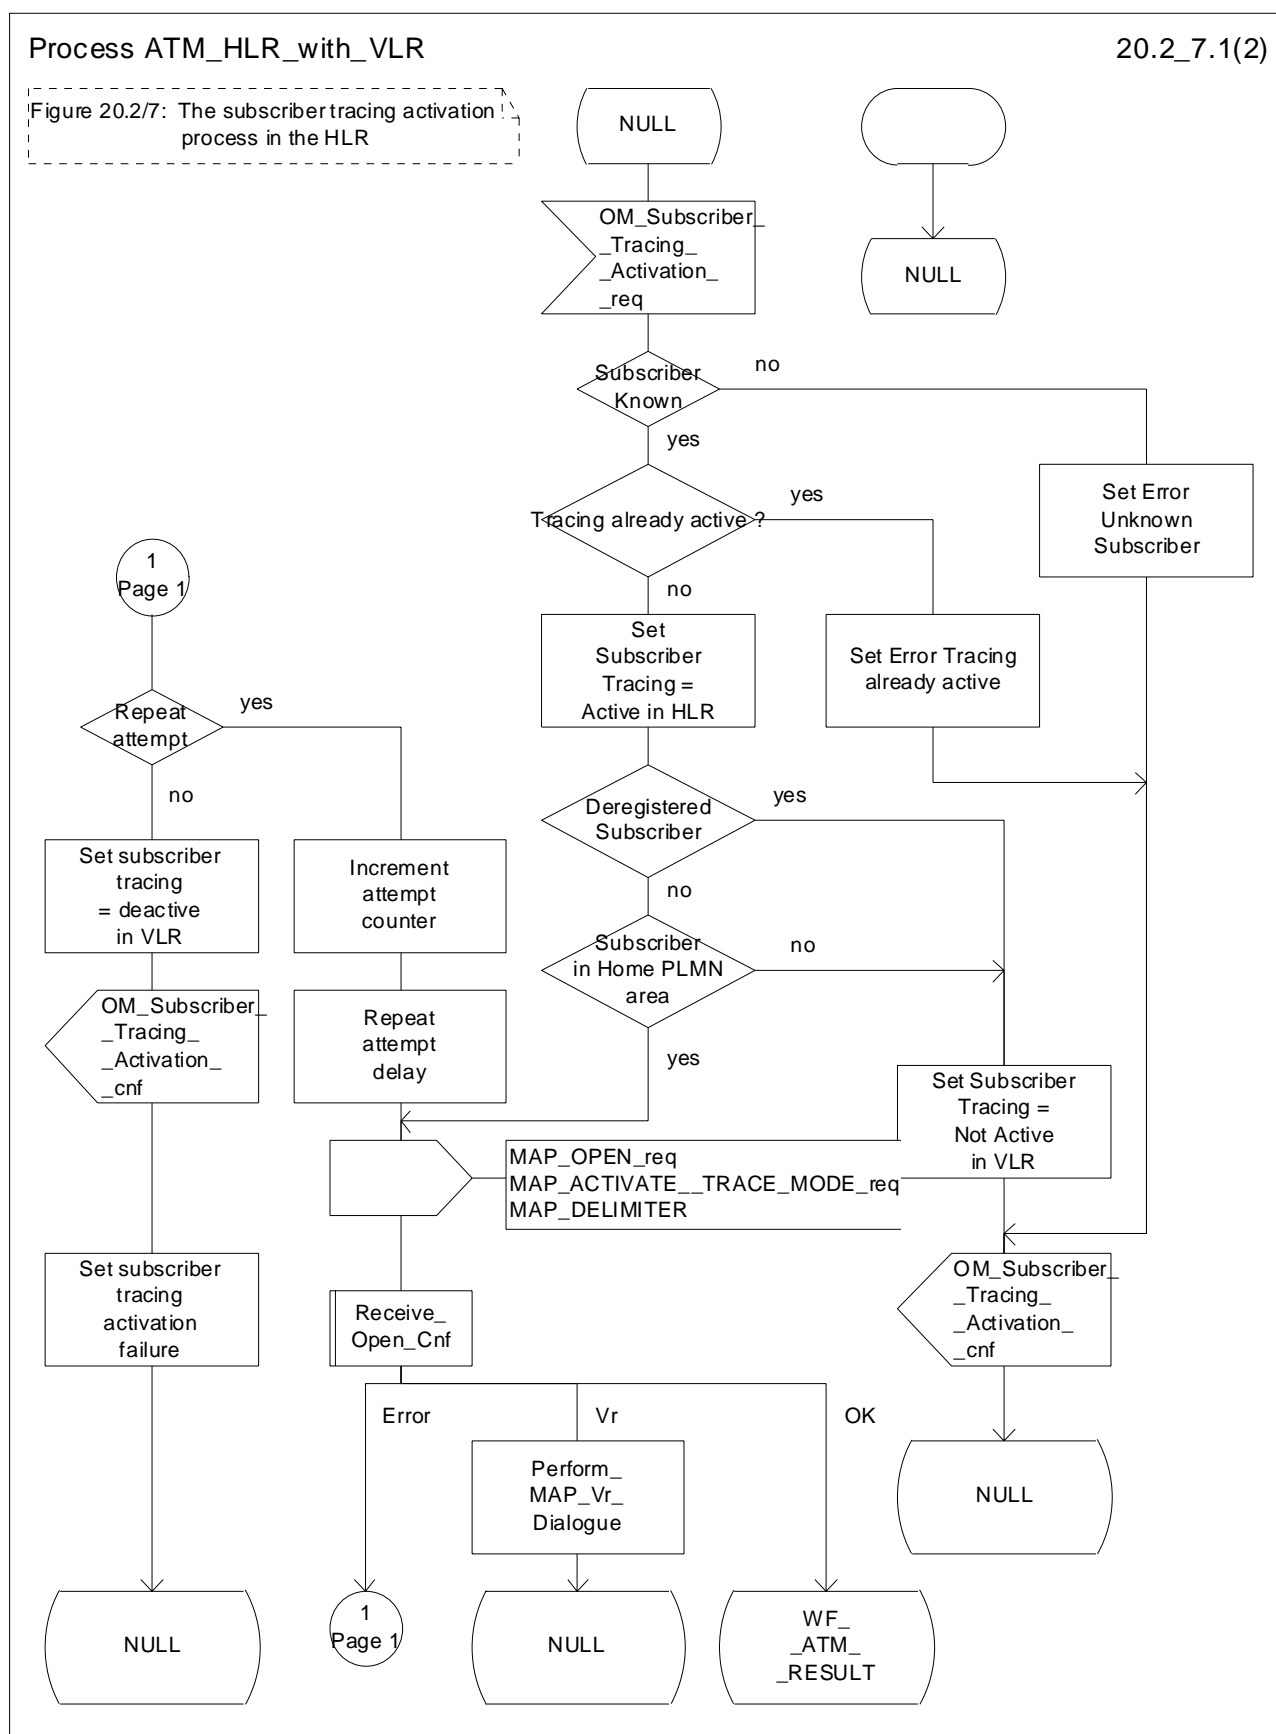 Process ATM_HLR_with_VLR
20.2_7.1(2)
Figure 20.2/7: The subscriber tracing activation
process in the HLR
NULL
OM_Subscriber_
_Tracing_
_Activation_
_req
NULL
Subscriber
Known
no
yes
Tracing already active ?
yes
no
Set Error
Unknown
Subscriber
1
Page 1
Set
Subscriber
Tracing =
Active in HLR
Set Error Tracing
already active
Repeat
attempt
yes
no
Deregistered
Subscriber
yes
no
Set subscriber
tracing
= deactive
in VLR
Increment
attempt
counter
Subscriber
in Home PLMN
area
no
yes
OM_Subscriber_
_Tracing_
_Activation_
_cnf
Repeat
attempt
delay
Set Subscriber
Tracing =
Not Active
in VLR
MAP_OPEN_req
MAP_ACTIVATE__TRACE_MODE_req
MAP_DELIMITER
Set subscriber
tracing
activation
failure
Receive_
Open_Cnf
OM_Subscriber_
_Tracing_
_Activation_
_cnf
Error
Vr
OK
Perform_
MAP_Vr_
Dialogue
NULL
NULL
1
Page 1
NULL
WF_
_ATM_
_RESULT